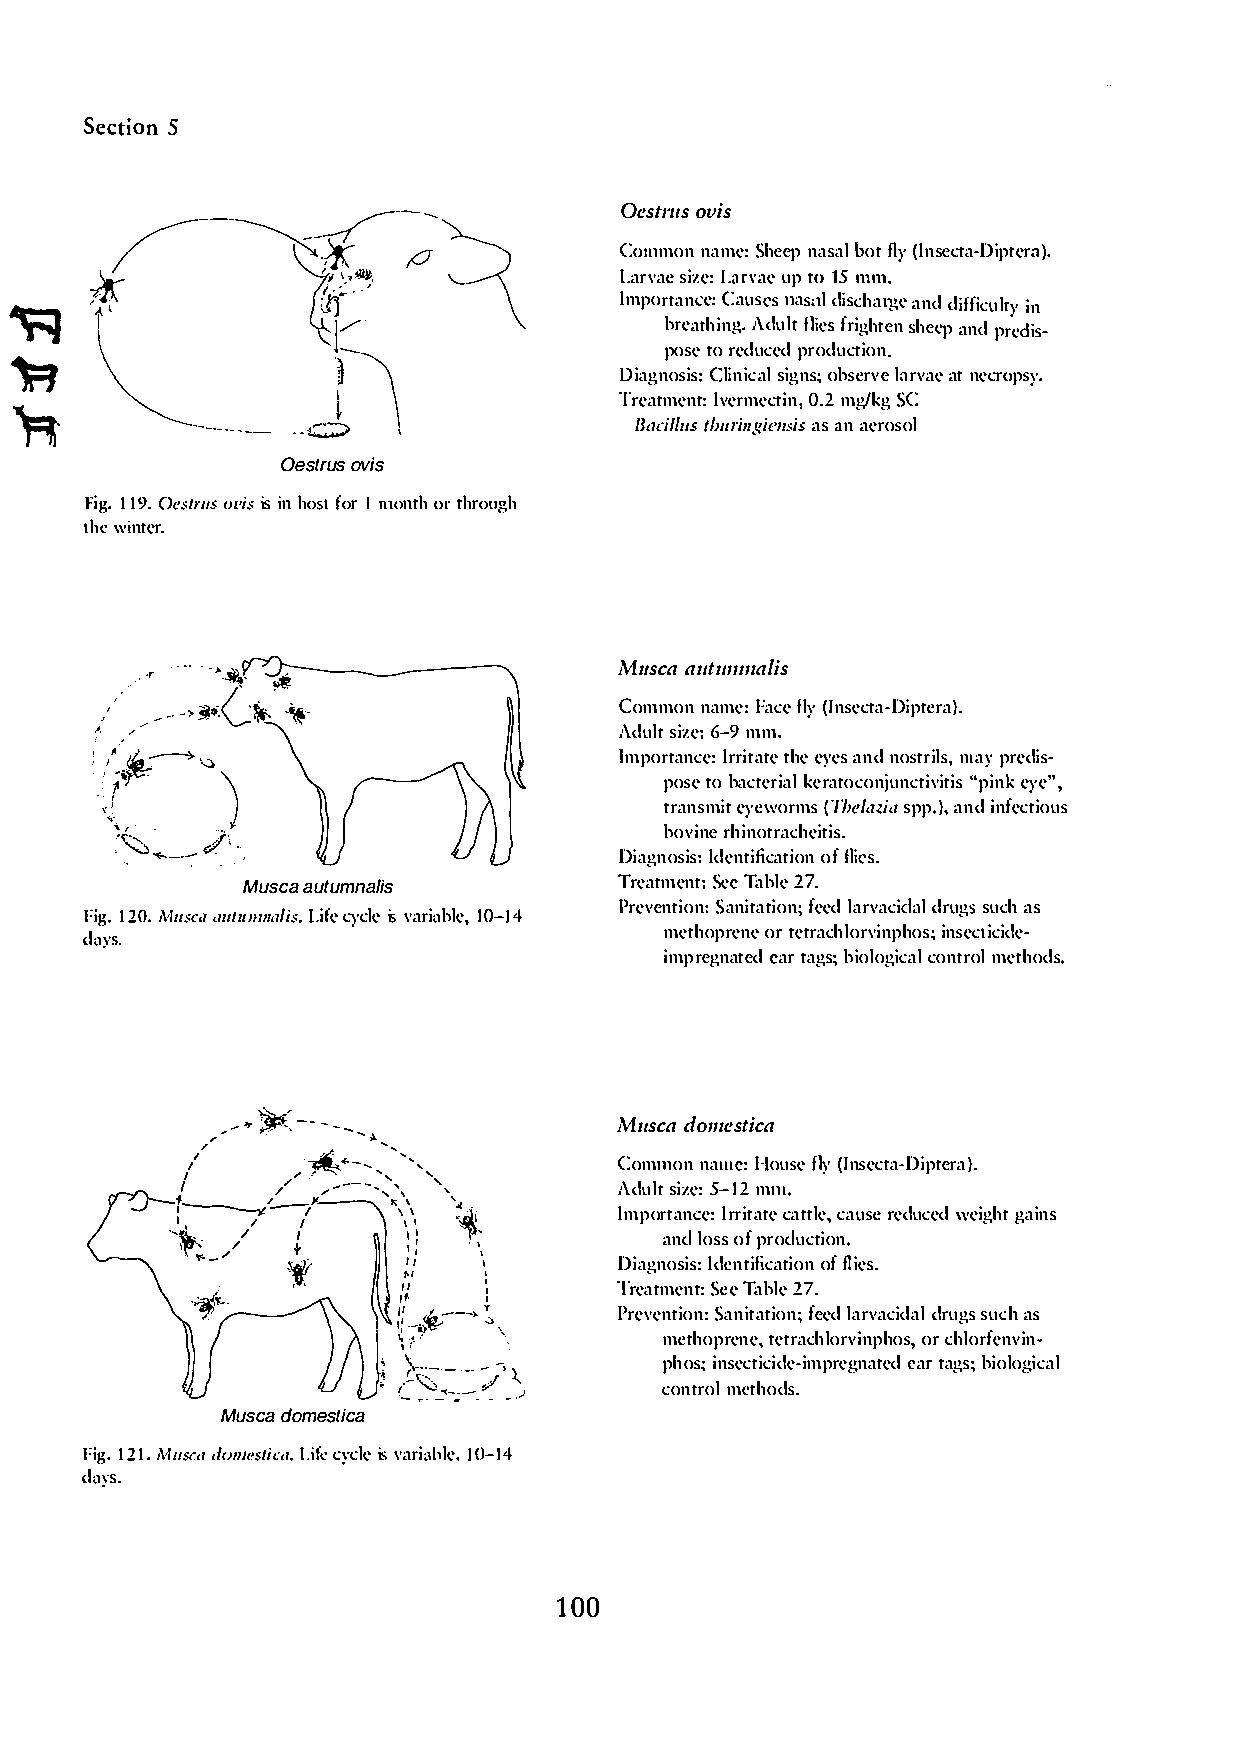 Section 5
Oestrus ovis
Common name: Sheep nasal bot fly (Insecta-Diptera).
Larvae size: Larvae up to 15 mm.
Importance: Causes nasal discharge and difficulty in
breathing. Adult flies frighten sheep and predis-
pose to reduced production.
Diagnosis: Clinical signs; observe larvae at necropsy.
Treatment: Ivermectin, 0.2 mg/kg SC
Bacillus thuringiensis as an aerosol
Oestrus ovis
Fig. 119. Oestrus ovis is in host for 1 month or through
the winter.
Musca autumnalis
Common name: Face fly (Insecta-Diptera).
Adult size: 6–9 mm.
Importance: Irritate the eyes and nostrils, may predis-
pose to bacterial keratoconjunctivitis “pink eye”,
transmit eyeworms (Thelazia spp.), and infectious
bovine rhinotracheitis.
Diagnosis: Identification of flies.
Treatment: See Table 27.
Prevention: Sanitation; feed larvacidal drugs such as
methoprene or tetrachlorvinphos; insecticide-
impregnated ear tags; biological control methods.
Musca autumnalis
Fig. 120. Musca autumnalis. Life cycle is variable, 10–14
days.
Musca domestica
Common name: House fly (Insecta-Diptera).
Adult size: 5–12 mm.
Importance: Irritate cattle, cause reduced weight gains
and loss of production.
Diagnosis: Identification of flies.
Treatment: See Table 27.
Prevention: Sanitation; feed larvacidal drugs such as
methoprene, tetrachlorvinphos, or chlorfenvin-
phos; insecticide-impregnated ear tags; biological
control methods.
Musca domestica
Fig. 121. Musca domestica. Life cycle is variable, 10–14
days.
100